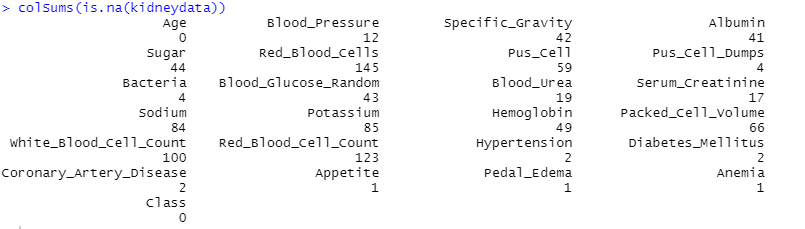 > colSums(is.na(kidneydata))
Age Blood_Pressure Specific_Gravity Albumin
0 12 42 41
Sugar Red_Blood_Cells Pus_Cell Pus_Cell_Dumps
44 145 59 4
Bacteria Blood_Glucose_Random Blood_Urea Serum_Creatinine
4 43 19 17
Sodium Potassium Hemoglobin Packed_Cell_Volume
84 85 49 66
White_Blood_Cell_Count Red_Blood_Cell_Count Hypertension Diabetes_Mellitus
100 123 2 2
Coronary_Artery_Disease Appetite Pedal_Edema Anemia
2 1 1 1
Class
0